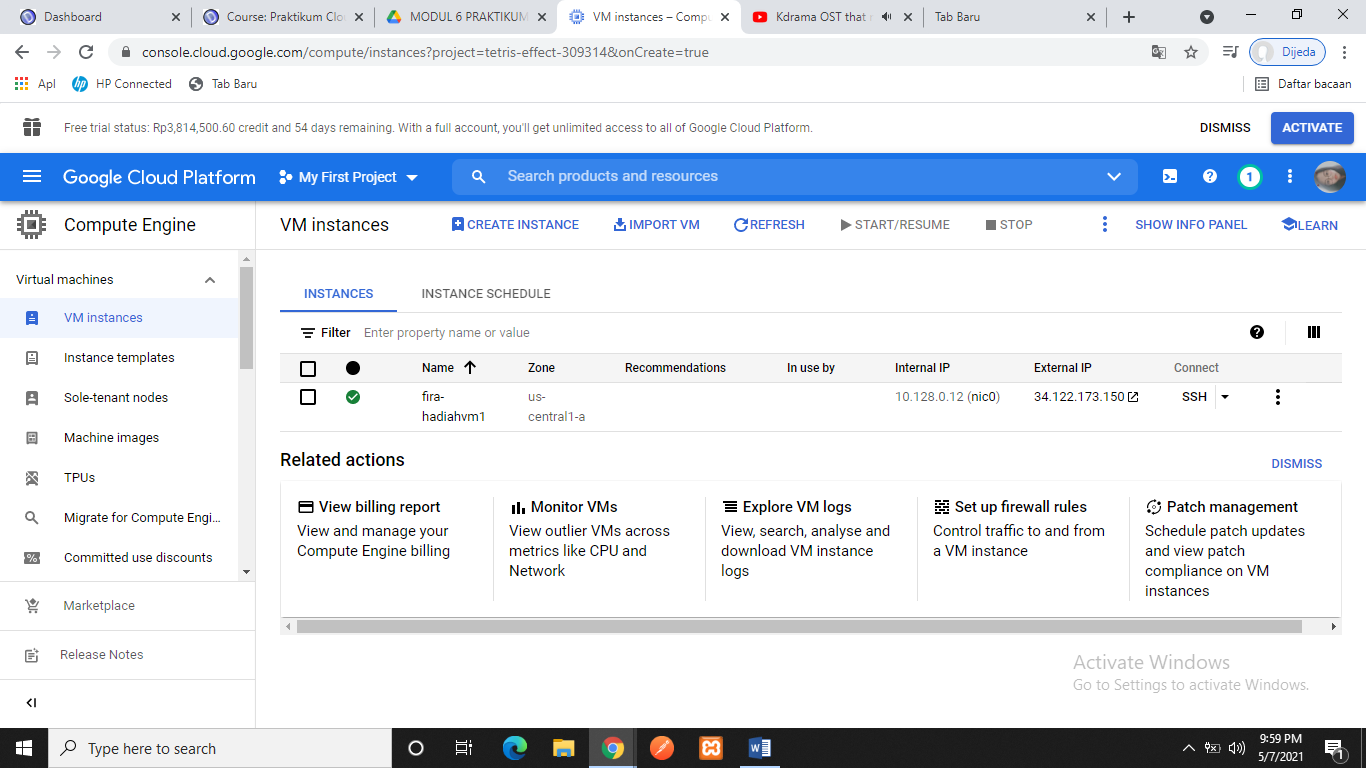 Dashboard
Course: Praktikum Clo
MODUL 6 PRAKTIKUM
VM instances – Compu
Kdrama OST that
Tab Baru
console.cloud.google.com/compute/instances?project=tetris-effect-309314&onCreate=true
Dijeda
Apl
HP Connected
Tab Baru
Daftar bacaan
Free trial status: Rp3,814,500.60 credit and 54 days remaining. With a full account, you'll get unlimited access to all of Google Cloud Platform.
DISMISS
ACTIVATE
Google Cloud Platform
My First Project
Search products and resources
1
Compute Engine
VM instances
CREATE INSTANCE
IMPORT VM
REFRESH
START/RESUME
STOP
SHOW INFO PANEL
LEARN
Virtual machines
VM instances
Instance templates
Sole-tenant nodes
Machine images
TPUs
Migrate for Compute Engi...
Committed use discounts
Marketplace
Release Notes
INSTANCES
INSTANCE SCHEDULE
Filter
Enter property name or value
Name
Zone
Recommendations
In use by
Internal IP
External IP
Connect
fira-
hadiahvm1
us-
central1-a
10.128.0.12 (nic0)
34.122.173.150
SSH
Related actions
DISMISS
View billing report
View and manage your
Compute Engine billing
Monitor VMs
View outlier VMs across
metrics like CPU and
Network
Explore VM logs
View, search, analyse and
download VM instance
logs
Set up firewall rules
Control traffic to and from
a VM instance
Patch management
Schedule patch updates
and view patch
compliance on VM
instances
Activate Windows
Go to Settings to activate Windows.
Type here to search
9:59 PM
5/7/2021
1